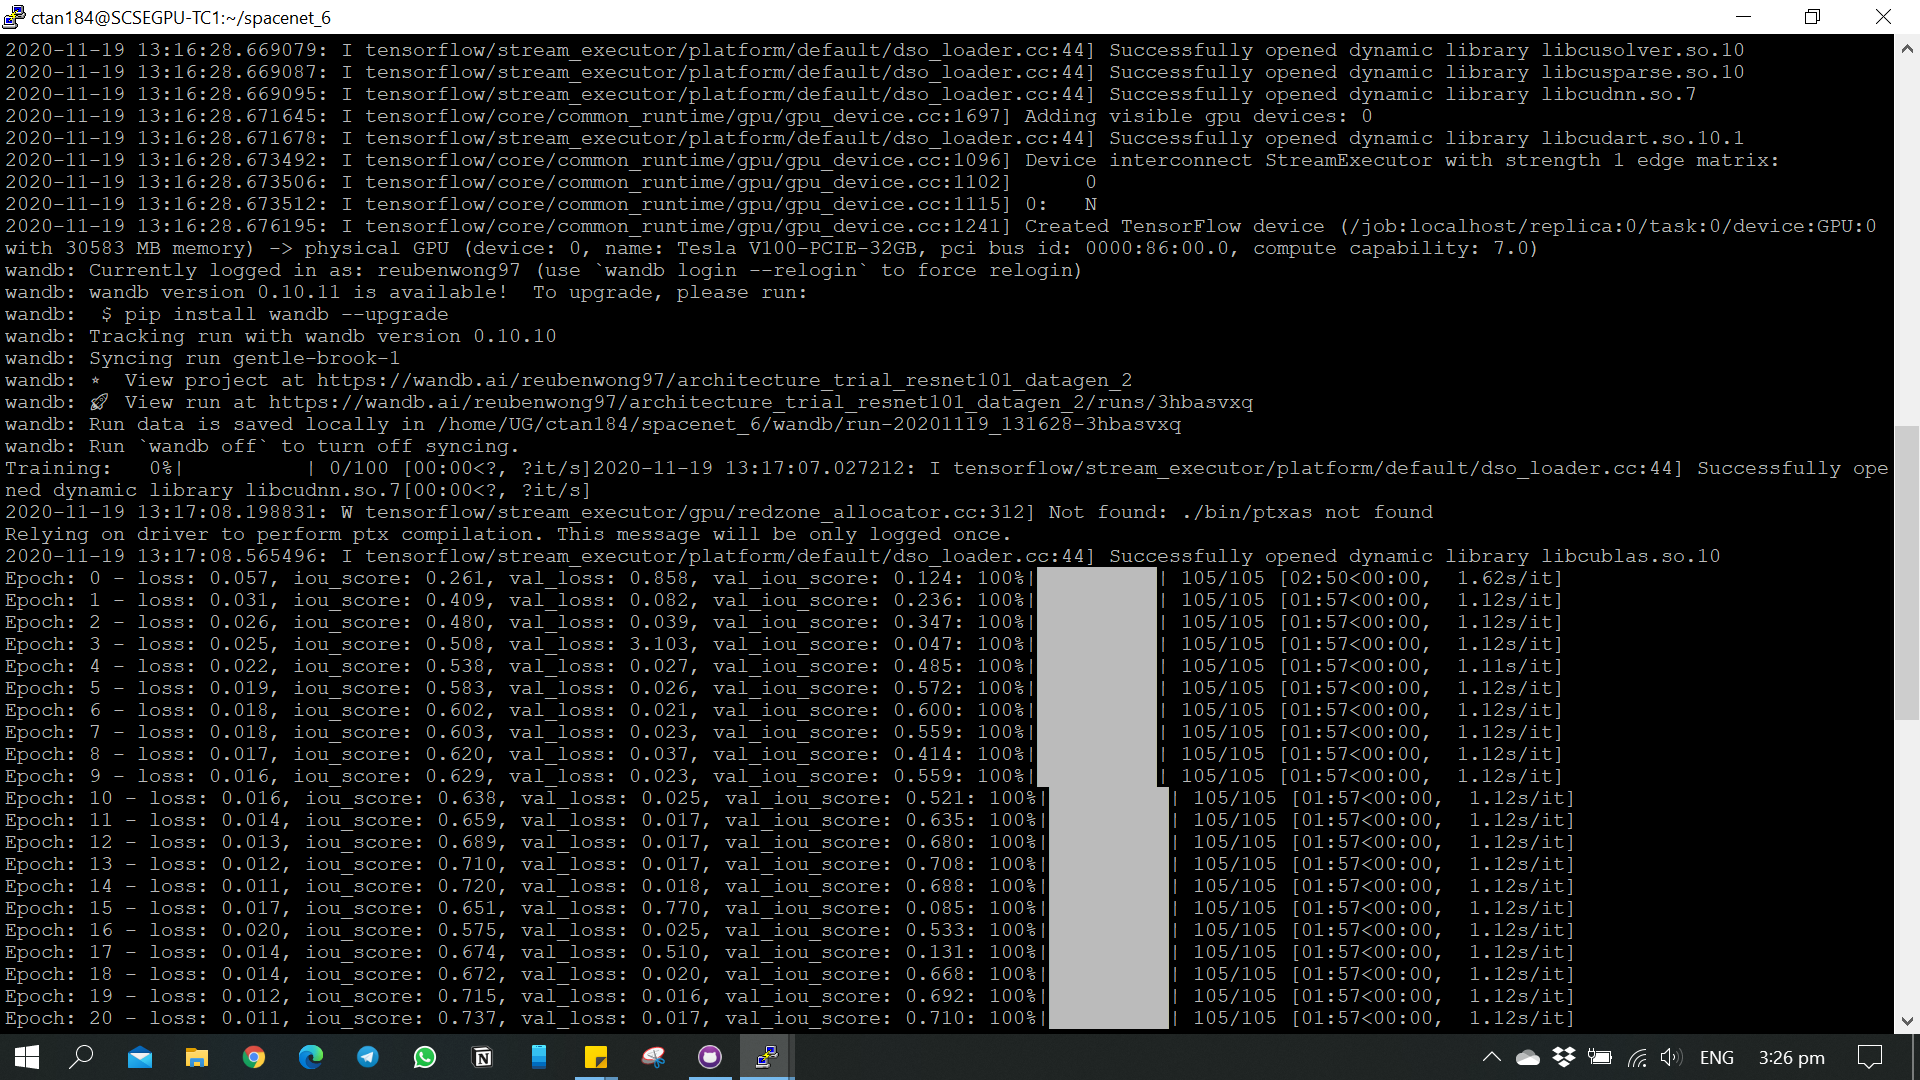 ctan184@SCSEGPU-TC1:~/spacenet_6
2020-11-19 13:16:28.669079: I tensorflow/stream_executor/platform/default/dso_loader.cc:44] Successfully opened dynamic library libcusolver.so.10
2020-11-19 13:16:28.669087: I tensorflow/stream_executor/platform/default/dso_loader.cc:44] Successfully opened dynamic library libcusparse.so.10
2020-11-19 13:16:28.669095: I tensorflow/stream_executor/platform/default/dso_loader.cc:44] Successfully opened dynamic library libcudnn.so.7
2020-11-19 13:16:28.671645: I tensorflow/core/common_runtime/gpu/gpu_device.cc:1697] Adding visible gpu devices: 0
2020-11-19 13:16:28.671678: I tensorflow/stream_executor/platform/default/dso_loader.cc:44] Successfully opened dynamic library libcudart.so.10.1
2020-11-19 13:16:28.673492: I tensorflow/core/common_runtime/gpu/gpu_device.cc:1096] Device interconnect StreamExecutor with strength 1 edge matrix:
2020-11-19 13:16:28.673506: I tensorflow/core/common_runtime/gpu/gpu_device.cc:1102]      0
2020-11-19 13:16:28.673512: I tensorflow/core/common_runtime/gpu/gpu_device.cc:1115] 0:   N
2020-11-19 13:16:28.676195: I tensorflow/core/common_runtime/gpu/gpu_device.cc:1241] Created TensorFlow device (/job:localhost/replica:0/task:0/device:GPU:0
with 30583 MB memory) -> physical GPU (device: 0, name: Tesla V100-PCIE-32GB, pci bus id: 0000:86:00.0, compute capability: 7.0)
wandb: Currently logged in as: reubenwong97 (use `wandb login --relogin` to force relogin)
wandb: wandb version 0.10.11 is available!  To upgrade, please run:
wandb:  $ pip install wandb --upgrade
wandb: Tracking run with wandb version 0.10.10
wandb: Syncing run gentle-brook-1
wandb: ⭐ View project at https://wandb.ai/reubenwong97/architecture_trial_resnet101_datagen_2
wandb: 🚀 View run at https://wandb.ai/reubenwong97/architecture_trial_resnet101_datagen_2/runs/3hbasvxq
wandb: Run data is saved locally in /home/UG/ctan184/spacenet_6/wandb/run-20201119_131628-3hbasvxq
wandb: Run `wandb off` to turn off syncing.
Training:   0%|          | 0/100 [00:00<?, ?it/s]2020-11-19 13:17:07.027212: I tensorflow/stream_executor/platform/default/dso_loader.cc:44] Successfully ope
ned dynamic library libcudnn.so.7[00:00<?, ?it/s]
2020-11-19 13:17:08.198831: W tensorflow/stream_executor/gpu/redzone_allocator.cc:312] Not found: ./bin/ptxas not found
Relying on driver to perform ptx compilation. This message will be only logged once.
2020-11-19 13:17:08.565496: I tensorflow/stream_executor/platform/default/dso_loader.cc:44] Successfully opened dynamic library libcublas.so.10
Epoch: 0 - loss: 0.057, iou_score: 0.261, val_loss: 0.858, val_iou_score: 0.124: 100%|██████████| 105/105 [02:50<00:00,  1.62s/it]
Epoch: 1 - loss: 0.031, iou_score: 0.409, val_loss: 0.082, val_iou_score: 0.236: 100%|██████████| 105/105 [01:57<00:00,  1.12s/it]
Epoch: 2 - loss: 0.026, iou_score: 0.480, val_loss: 0.039, val_iou_score: 0.347: 100%|██████████| 105/105 [01:57<00:00,  1.12s/it]
Epoch: 3 - loss: 0.025, iou_score: 0.508, val_loss: 3.103, val_iou_score: 0.047: 100%|██████████| 105/105 [01:57<00:00,  1.12s/it]
Epoch: 4 - loss: 0.022, iou_score: 0.538, val_loss: 0.027, val_iou_score: 0.485: 100%|██████████| 105/105 [01:57<00:00,  1.11s/it]
Epoch: 5 - loss: 0.019, iou_score: 0.583, val_loss: 0.026, val_iou_score: 0.572: 100%|██████████| 105/105 [01:57<00:00,  1.12s/it]
Epoch: 6 - loss: 0.018, iou_score: 0.602, val_loss: 0.021, val_iou_score: 0.600: 100%|██████████| 105/105 [01:57<00:00,  1.12s/it]
Epoch: 7 - loss: 0.018, iou_score: 0.603, val_loss: 0.023, val_iou_score: 0.559: 100%|██████████| 105/105 [01:57<00:00,  1.12s/it]
Epoch: 8 - loss: 0.017, iou_score: 0.620, val_loss: 0.037, val_iou_score: 0.414: 100%|██████████| 105/105 [01:57<00:00,  1.12s/it]
Epoch: 9 - loss: 0.016, iou_score: 0.629, val_loss: 0.023, val_iou_score: 0.559: 100%|██████████| 105/105 [01:57<00:00,  1.12s/it]
Epoch: 10 - loss: 0.016, iou_score: 0.638, val_loss: 0.025, val_iou_score: 0.521: 100%|██████████| 105/105 [01:57<00:00,  1.12s/it]
Epoch: 11 - loss: 0.014, iou_score: 0.659, val_loss: 0.017, val_iou_score: 0.635: 100%|██████████| 105/105 [01:57<00:00,  1.12s/it]
Epoch: 12 - loss: 0.013, iou_score: 0.689, val_loss: 0.017, val_iou_score: 0.680: 100%|██████████| 105/105 [01:57<00:00,  1.12s/it]
Epoch: 13 - loss: 0.012, iou_score: 0.710, val_loss: 0.017, val_iou_score: 0.708: 100%|██████████| 105/105 [01:57<00:00,  1.12s/it]
Epoch: 14 - loss: 0.011, iou_score: 0.720, val_loss: 0.018, val_iou_score: 0.688: 100%|██████████| 105/105 [01:57<00:00,  1.12s/it]
Epoch: 15 - loss: 0.017, iou_score: 0.651, val_loss: 0.770, val_iou_score: 0.085: 100%|██████████| 105/105 [01:57<00:00,  1.12s/it]
Epoch: 16 - loss: 0.020, iou_score: 0.575, val_loss: 0.025, val_iou_score: 0.533: 100%|██████████| 105/105 [01:57<00:00,  1.12s/it]
Epoch: 17 - loss: 0.014, iou_score: 0.674, val_loss: 0.510, val_iou_score: 0.131: 100%|██████████| 105/105 [01:57<00:00,  1.12s/it]
Epoch: 18 - loss: 0.014, iou_score: 0.672, val_loss: 0.020, val_iou_score: 0.668: 100%|██████████| 105/105 [01:57<00:00,  1.12s/it]
Epoch: 19 - loss: 0.012, iou_score: 0.715, val_loss: 0.016, val_iou_score: 0.692: 100%|██████████| 105/105 [01:57<00:00,  1.12s/it]
Epoch: 20 - loss: 0.011, iou_score: 0.737, val_loss: 0.017, val_iou_score: 0.710: 100%|██████████| 105/105 [01:57<00:00,  1.12s/it]
ENG 3:26 pm